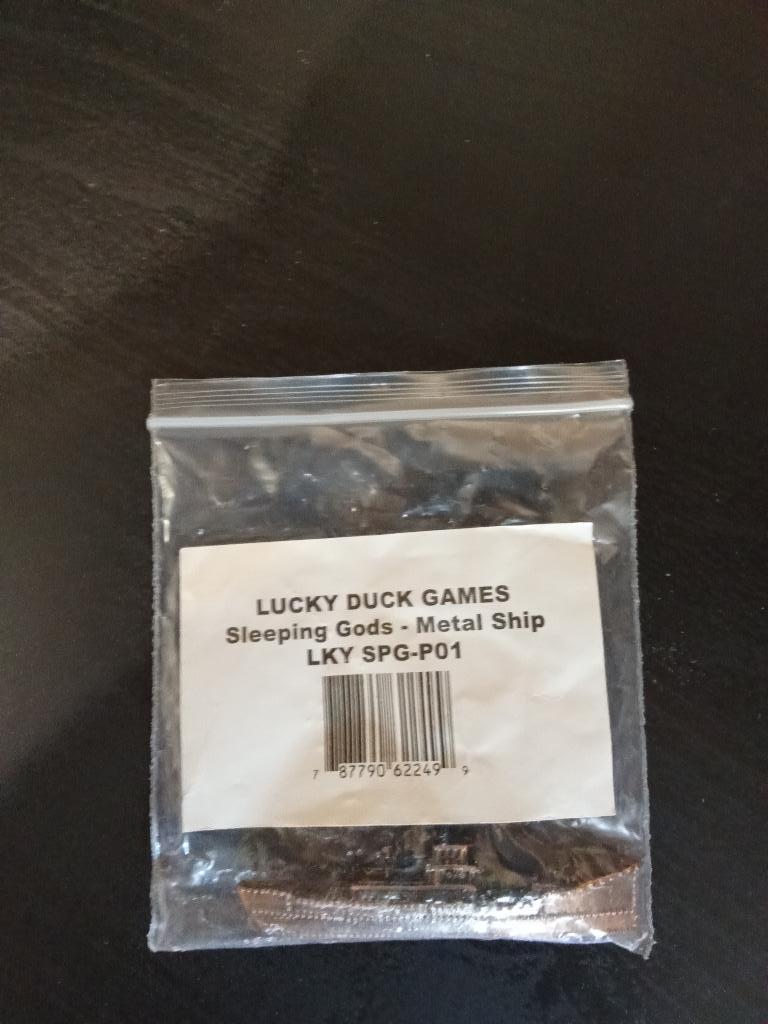 LUCKY DUCK GAMES
Sleeping Gods - Metal Ship
LKY SPG-P01
7 87790 62249 9